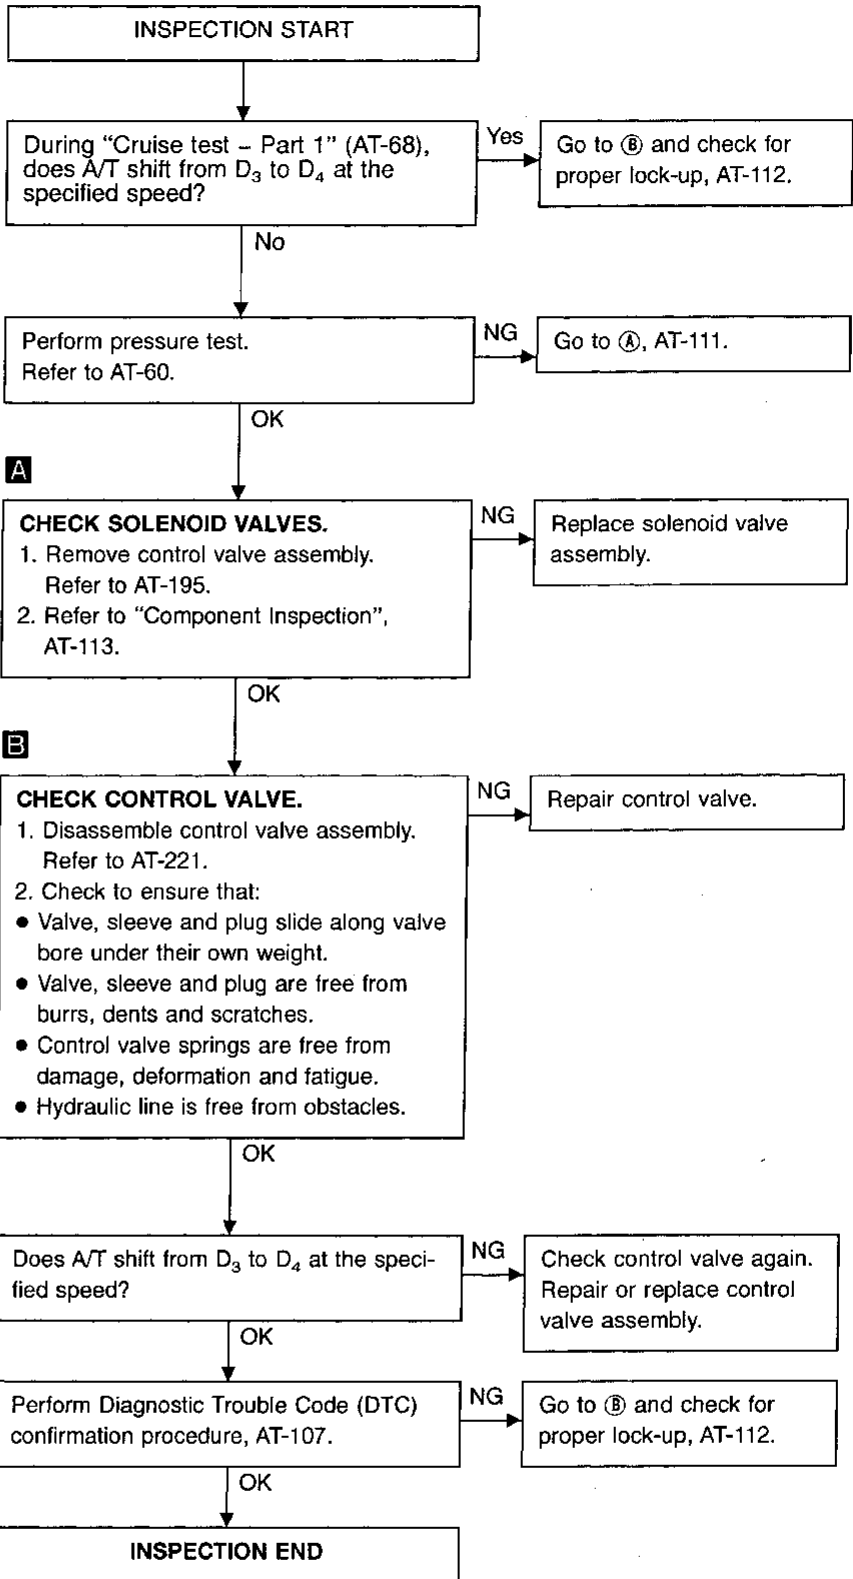 INSPECTION START
During “Cruise test – Part 1” (AT-68),
does A/T shift from D3 to D4 at the
specified speed?
Yes
Go to Ⓑ and check for
proper lock-up, AT-112.
No
Perform pressure test.
Refer to AT-60.
NG
Go to Ⓐ, AT-111.
OK
A
CHECK SOLENOID VALVES.
1. Remove control valve assembly.
Refer to AT-195.
2. Refer to “Component Inspection”,
AT-113.
NG
Replace solenoid valve
assembly.
OK
B
CHECK CONTROL VALVE.
1. Disassemble control valve assembly.
Refer to AT-221.
2. Check to ensure that:
● Valve, sleeve and plug slide along valve
bore under their own weight.
● Valve, sleeve and plug are free from
burrs, dents and scratches.
● Control valve springs are free from
damage, deformation and fatigue.
● Hydraulic line is free from obstacles.
NG
Repair control valve.
OK
Does A/T shift from D3 to D4 at the speci-
fied speed?
NG
Check control valve again.
Repair or replace control
valve assembly.
OK
Perform Diagnostic Trouble Code (DTC)
confirmation procedure, AT-107.
NG
Go to Ⓑ and check for
proper lock-up, AT-112.
OK
INSPECTION END